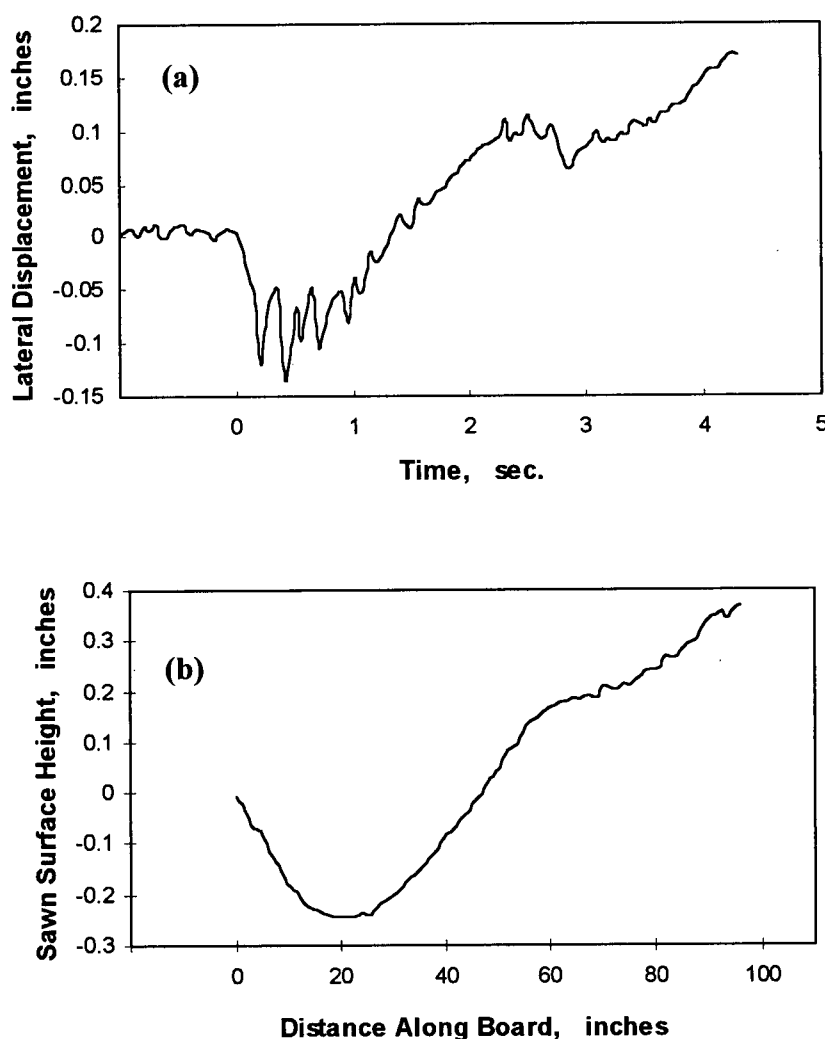 (a)
Lateral Displacement, inches
0.2
0.15
0.1
0.05
0
-0.05
-0.1
-0.15
0 1 2 3 4 5
Time, sec.
(b)
Sawn Surface Height, inches
0.4
0.3
0.2
0.1
0
-0.1
-0.2
-0.3
0 20 40 60 80 100
Distance Along Board, inches